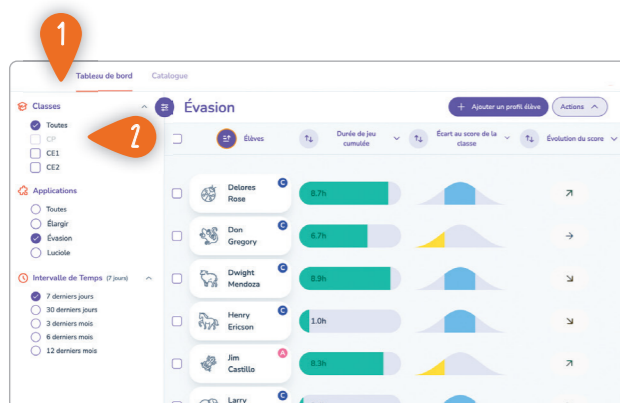 1
Tableau de bord Catalogue
Classes
Toutes
CP
CE1
CE2
2
Applications
Toutes
Élargir
Évasion
Luciole
Intervalle de Temps (7 jours)
7 derniers jours
30 derniers jours
3 derniers mois
6 derniers mois
12 derniers mois
Évasion
+ Ajouter un profil élève
Actions
Élèves
Durée de jeu
cumulée
Écart au score de la
classe
Évolution du score
Delores
Rose
C
8.7h
Don
Gregory
C
6.7h
Dwight
Mendoza
C
8.9h
Henry
Ericson
C
1.0h
Jim
Castillo
A
8.3h
Larry
C